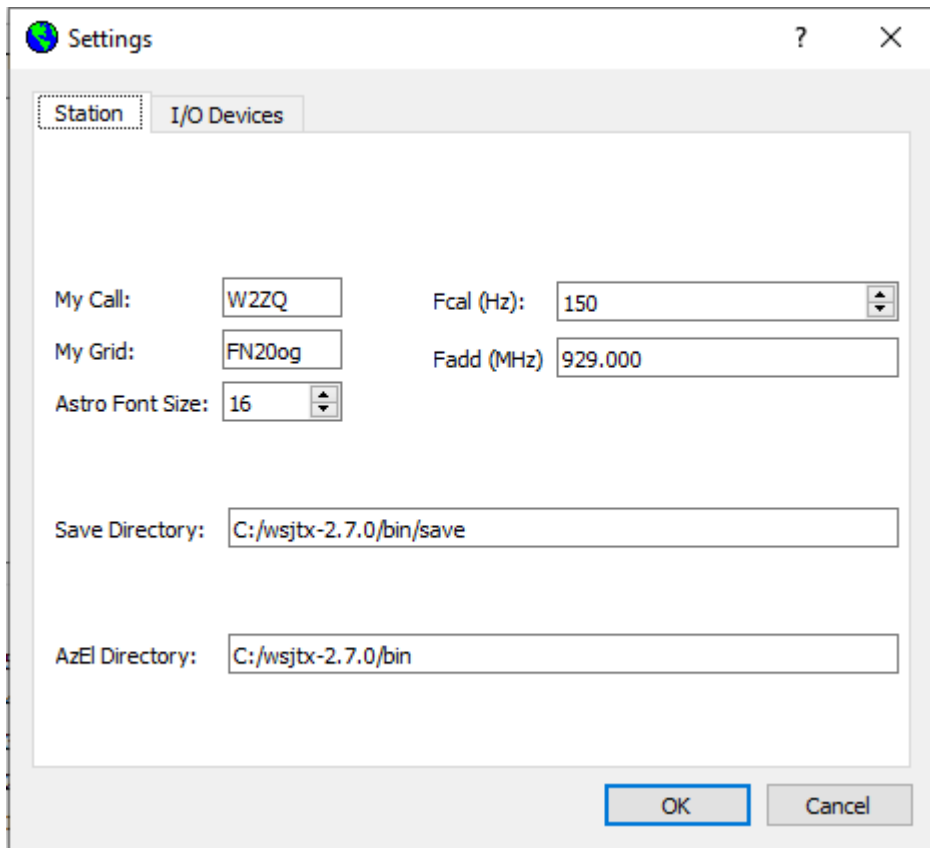 Settings
?
Station I/O Devices
My Call: W2ZQ Fcal (Hz): 150
My Grid: FN20og Fadd (MHz) 929.000
Astro Font Size: 16
Save Directory: C:/wsjtx-2.7.0/bin/save
AzEl Directory: C:/wsjtx-2.7.0/bin
OK Cancel